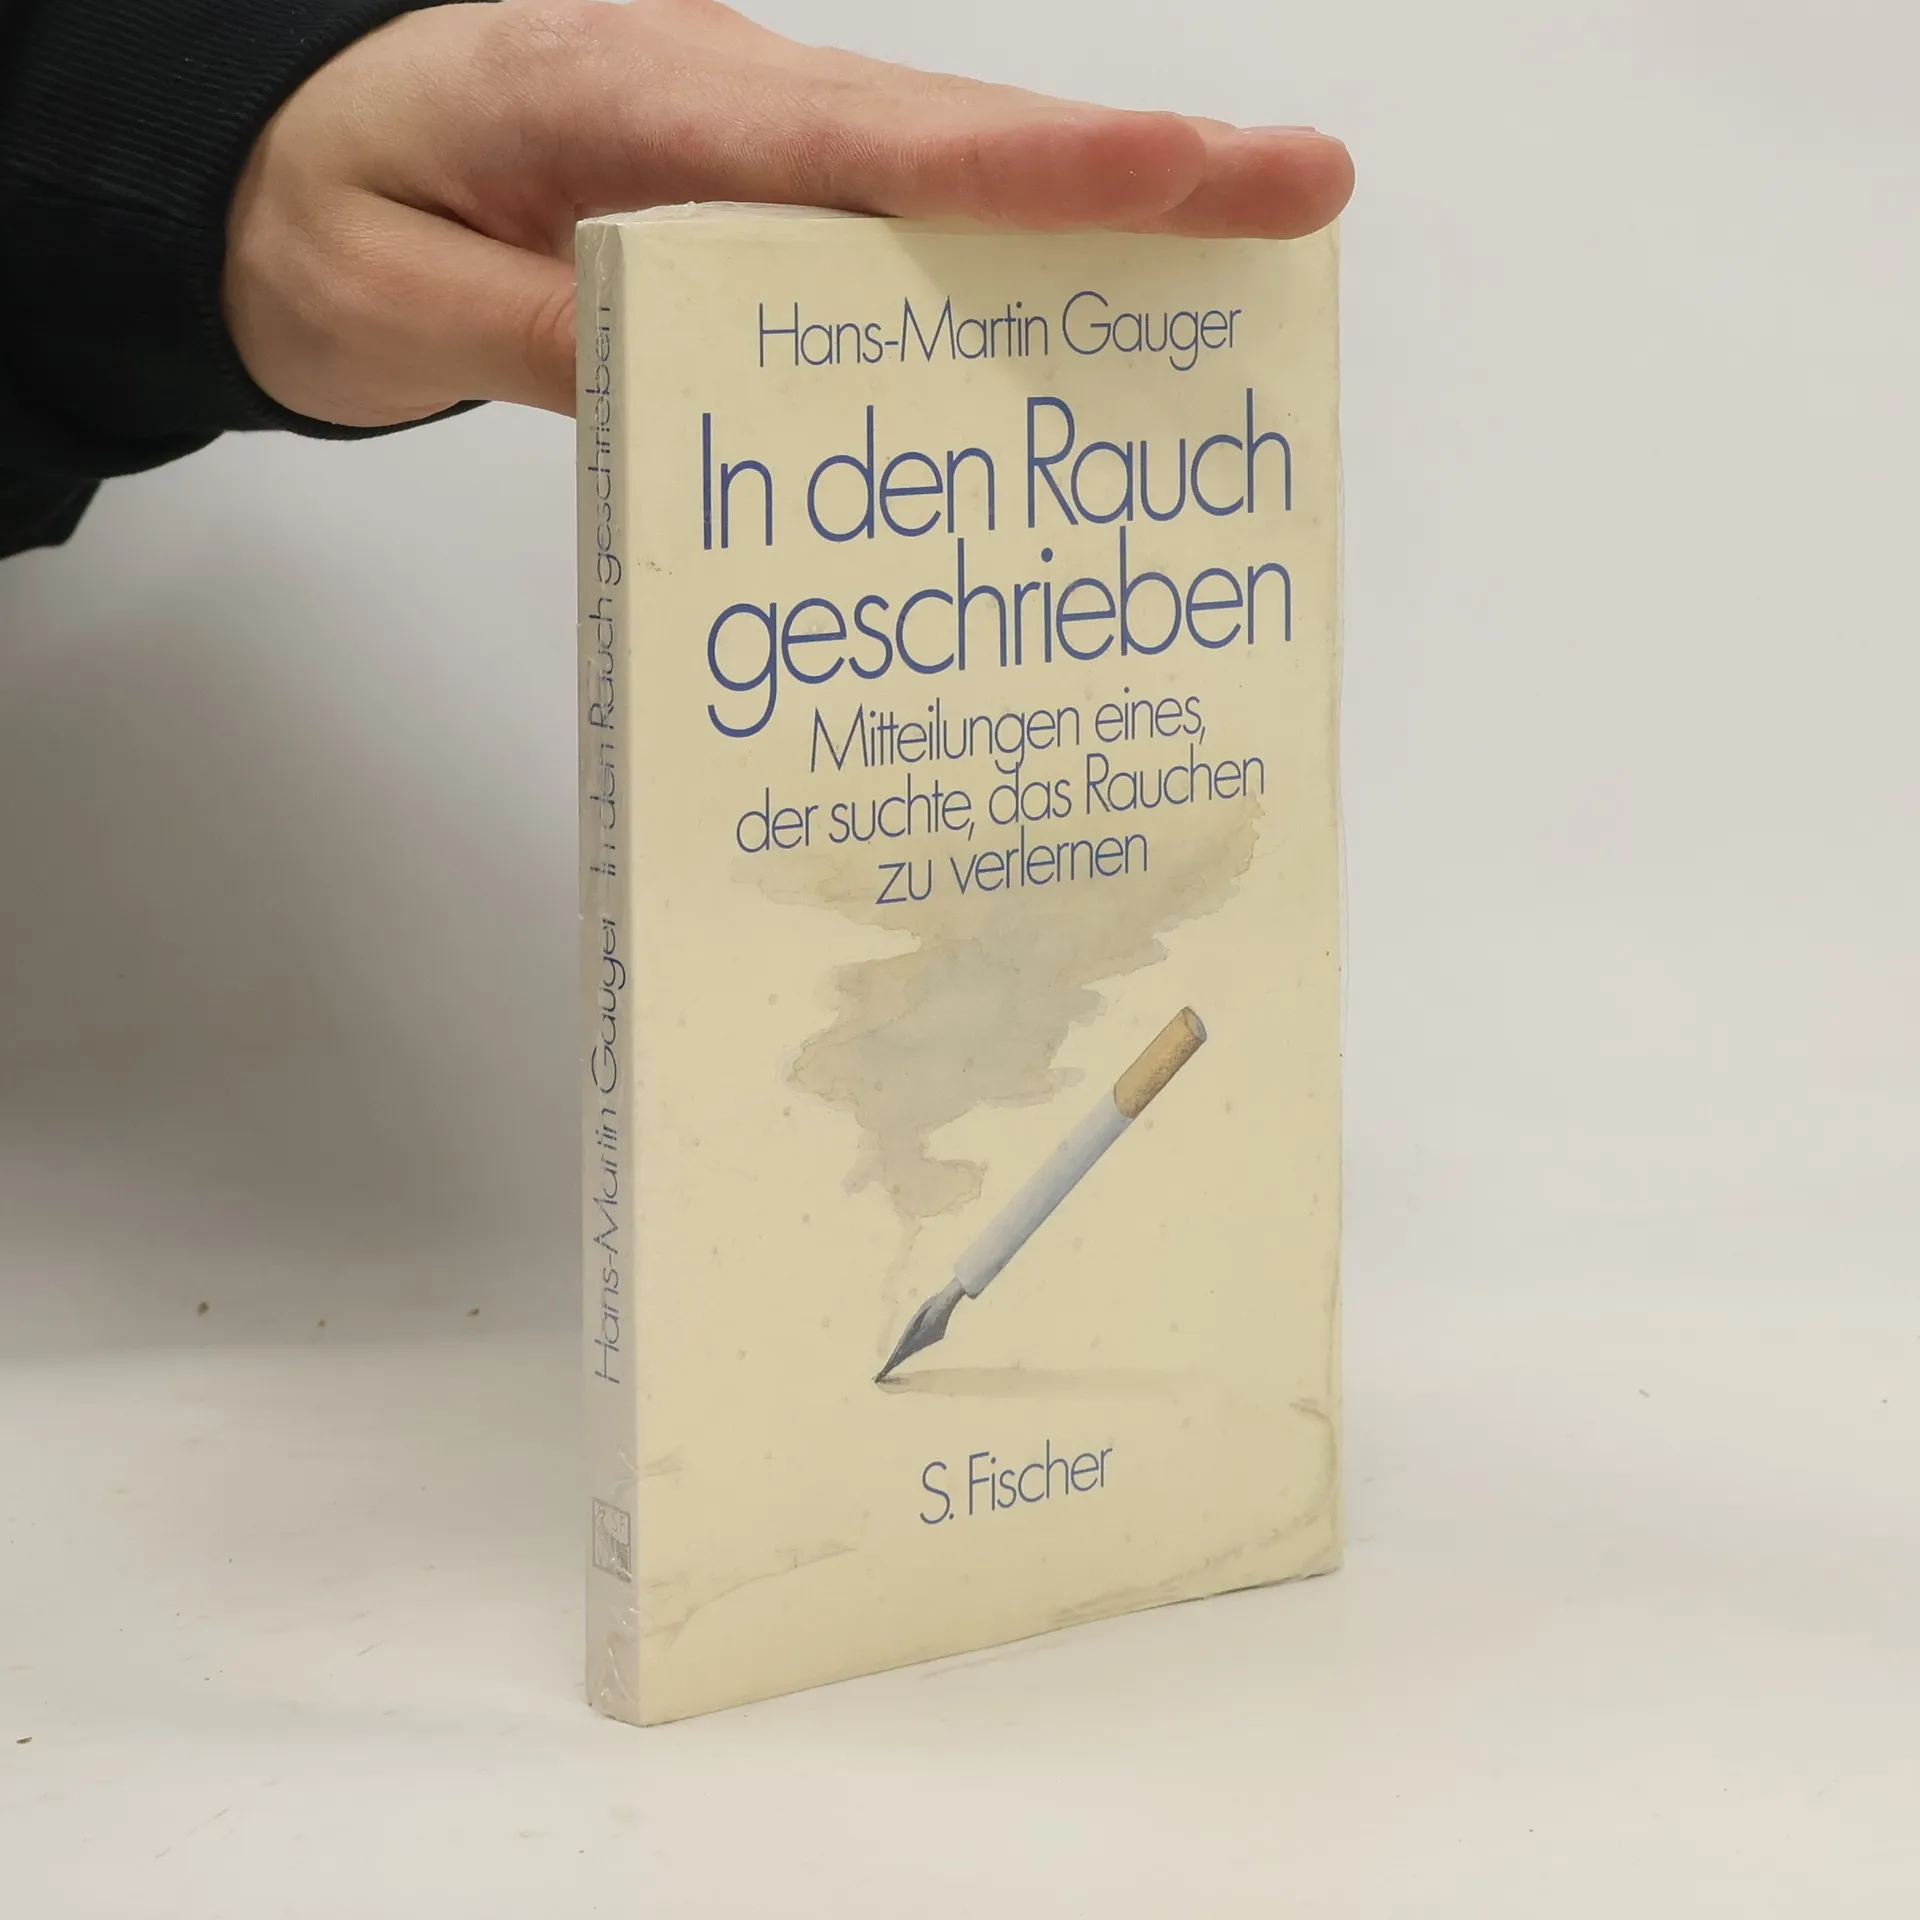 Hans-Martin Gauger
In den Rauch
geschrieben
Mitteilungen eines,
der suchte, das Rauchen
zu verlernen
S. Fischer
Hans-Martin Gauger In den Rauch geschrieben
SF